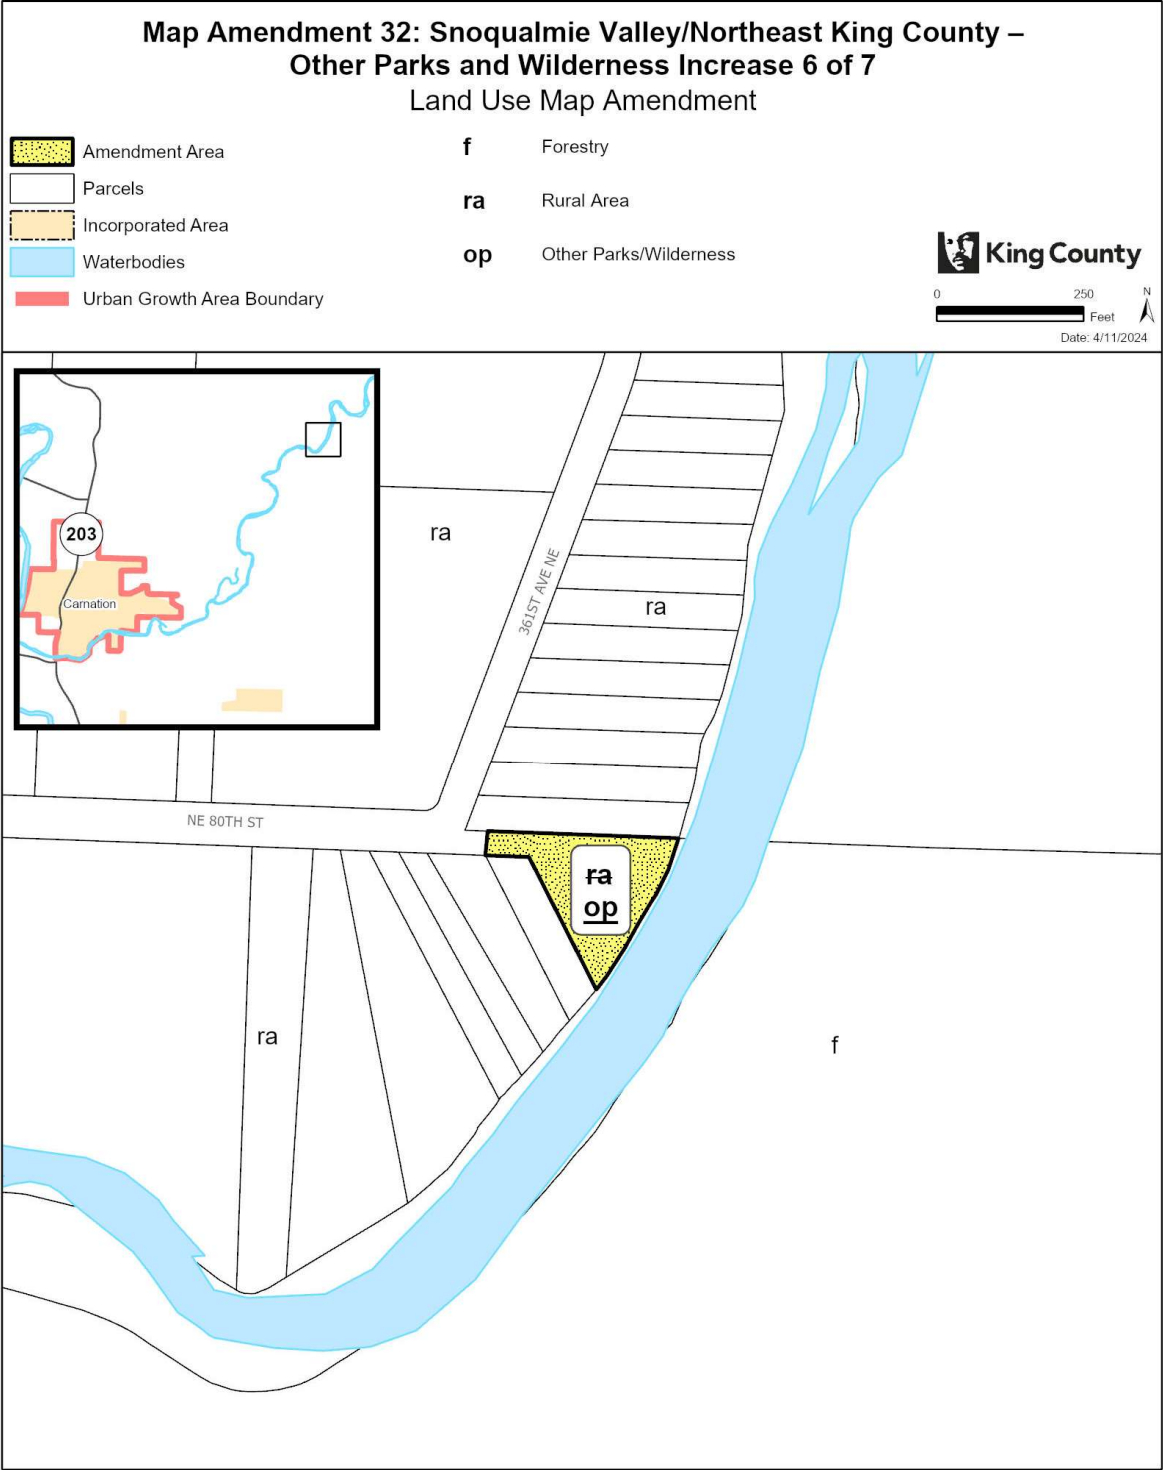 Map Amendment 32: Snoqualmie Valley/Northeast King County –
Other Parks and Wilderness Increase 6 of 7
Land Use Map Amendment
Amendment Area
Parcels
Incorporated Area
Waterbodies
Urban Growth Area Boundary
f Forestry
ra Rural Area
op Other Parks/Wilderness
King County
0 250
Feet
N
Date: 4/11/2024
203
Carnation
ra
361ST AVE NE
ra
NE 80TH ST
ra
op
ra
f